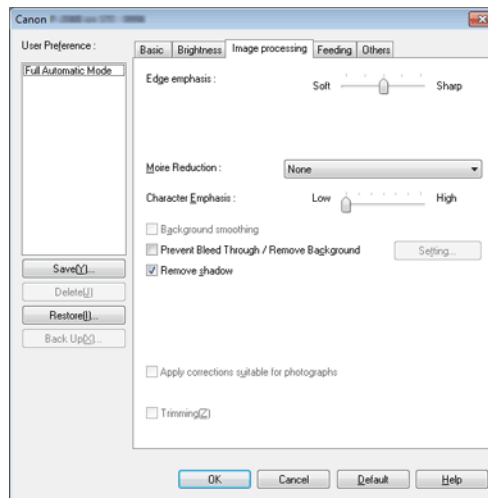 Canon
User Preference :
Full Automatic Mode
Save(Y)...
Delete(J)
Restore(I)...
Back Up(X)...
Basic Brightness Image processing Feeding Others
Edge emphasis :
Soft Sharp
Moire Reduction : None
Character Emphasis : Low High
Background smoothing
Prevent Bleed Through / Remove Background Setting...
Remove shadow
Apply corrections suitable for photographs
Trimming(Z)
OK Cancel Default Help